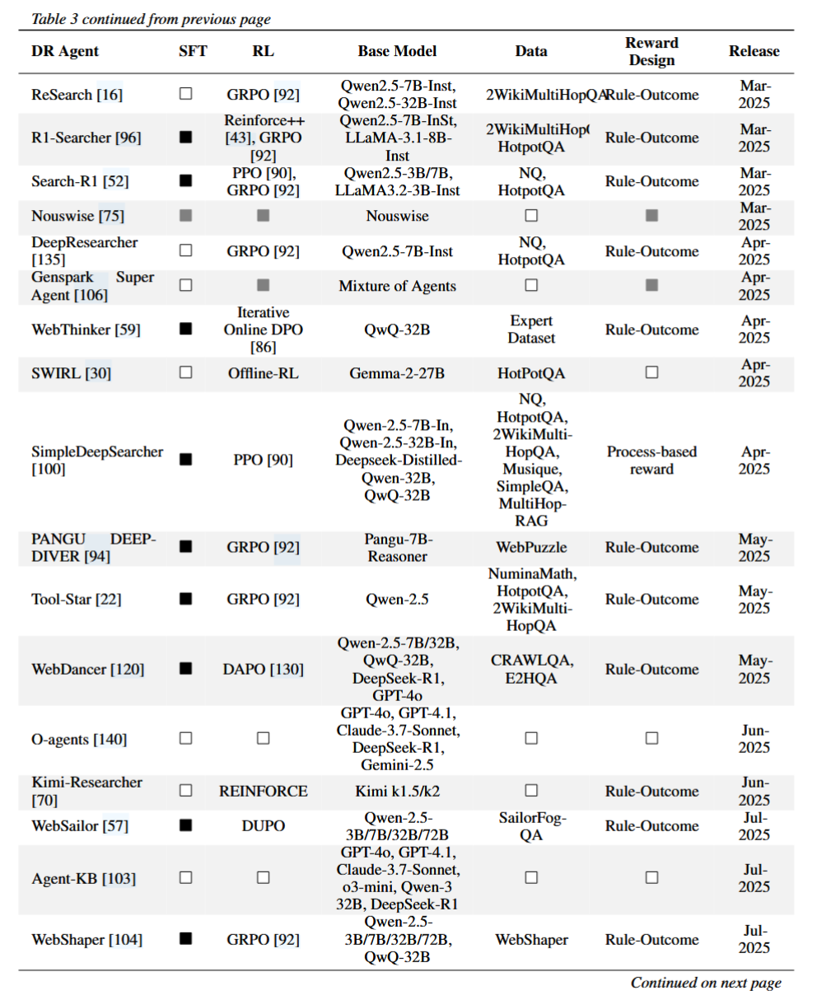 Table 3 continued from previous page
DR Agent SFT RL Base Model Data Reward Design Release
ReSearch [16] ☐ GRPO [92] Qwen2.5-7B-Inst, Qwen2.5-32B-Inst 2WikiMultiHopQA Rule-Outcome Mar-2025
R1-Searcher [96] ■ Reinforce++ [43], GRPO [92] Qwen2.5-7B-InSt, LLaMA-3.1-8B-Inst 2WikiMultiHop HotpotQA Rule-Outcome Mar-2025
Search-R1 [52] ■ PPO [90], GRPO [92] Qwen2.5-3B/7B, LLaMA3.2-3B-Inst NQ, HotpotQA Rule-Outcome Mar-2025
Nouswise [75] ■ ■ Nouswise ☐ ■ Mar-2025
DeepResearcher [135] ☐ GRPO [92] Qwen2.5-7B-Inst NQ, HotpotQA Rule-Outcome Apr-2025
Genspark Super Agent [106] ☐ ■ Mixture of Agents ☐ ■ Apr-2025
WebThinker [59] ■ Iterative Online DPO [86] QwQ-32B Expert Dataset Rule-Outcome Apr-2025
SWIRL [30] ☐ Offline-RL Gemma-2-27B HotPotQA ☐ Apr-2025
SimpleDeepSearcher [100] ■ PPO [90] Qwen-2.5-7B-In, Qwen-2.5-32B-In, Deepseek-Distilled-Qwen-32B, QwQ-32B NQ, HotpotQA, 2WikiMulti-HopQA, Musique, SimpleQA, MultiHop-RAG Process-based reward Apr-2025
PANGU DEEP-DIVER [94] ■ GRPO [92] Pangu-7B-Reasoner WebPuzzle Rule-Outcome May-2025
Tool-Star [22] ■ GRPO [92] Qwen-2.5 NuminaMath, HotpotQA, 2WikiMulti-HopQA Rule-Outcome May-2025
WebDancer [120] ■ DAPO [130] Qwen-2.5-7B/32B, QwQ-32B, DeepSeek-R1, GPT-4o CRAWLQA, E2HQA Rule-Outcome May-2025
O-agents [140] ☐ ☐ GPT-4o, GPT-4.1, Claude-3.7-Sonnet, DeepSeek-R1, Gemini-2.5 ☐ ☐ Jun-2025
Kimi-Researcher [70] ☐ REINFORCE Kimi k1.5/k2 ☐ Rule-Outcome Jun-2025
WebSailor [57] ■ DUPO Qwen-2.5-3B/7B/32B/72B SailorFog-QA Rule-Outcome Jul-2025
Agent-KB [103] ☐ ☐ GPT-4o, GPT-4.1, Claude-3.7-Sonnet, o3-mini, Qwen-3 32B, DeepSeek-R1 ☐ ☐ Jul-2025
WebShaper [104] ■ GRPO [92] Qwen-2.5-3B/7B/32B/72B, QwQ-32B WebShaper Rule-Outcome Jul-2025
Continued on next page